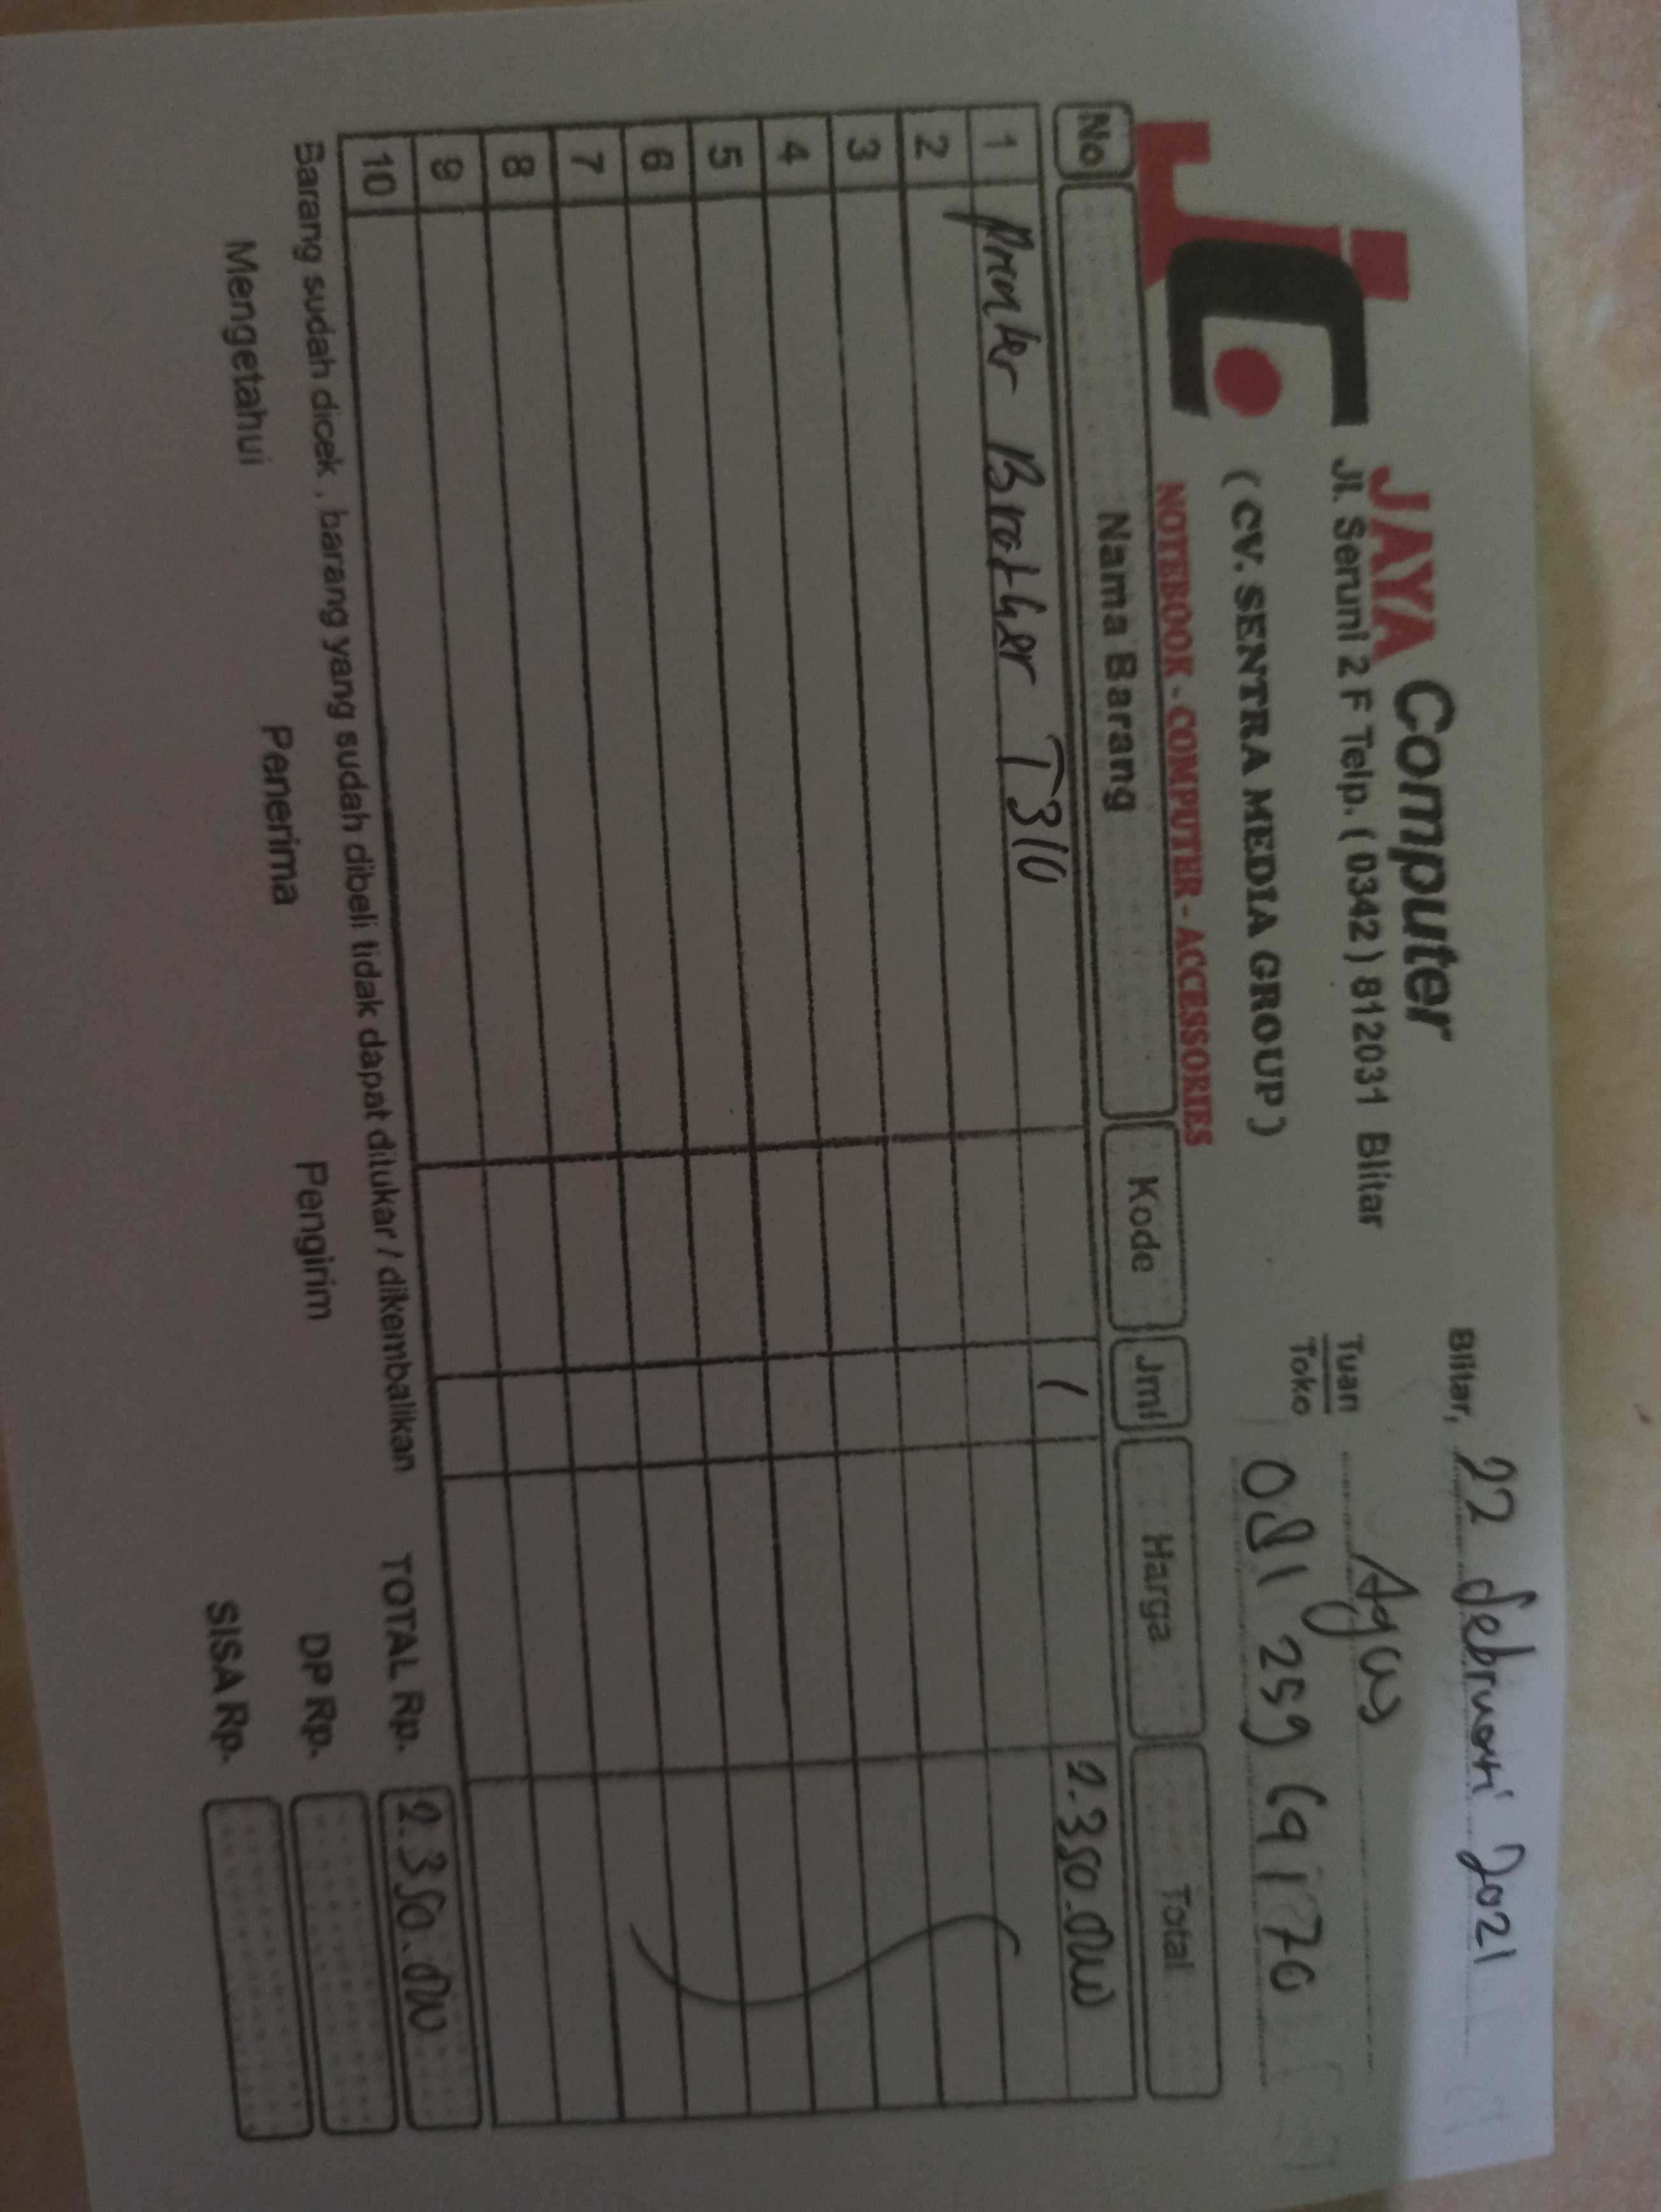 JAYA Computer
Jl. Seruni 2 F Telp. ( 0342 ) 812031 Blitar
( CV. SENTRA MEDIA GROUP )
NOTEBOOK - COMPUTER - ACCESSORIES
Blitar, 22 februari 2021
Tuan Agus
Toko
081 259 69 1 70
No Nama Barang Kode Jml Harga Total
1 Printer Brother T310 1 2.350.000
2
3
4
5
6
7
8
9
10
Barang sudah dicek , barang yang sudah dibeli tidak dapat ditukar / dikembalikan
TOTAL Rp. 2.350.000
Mengetahui Penerima Pengirim
DP Rp.
SISA Rp.